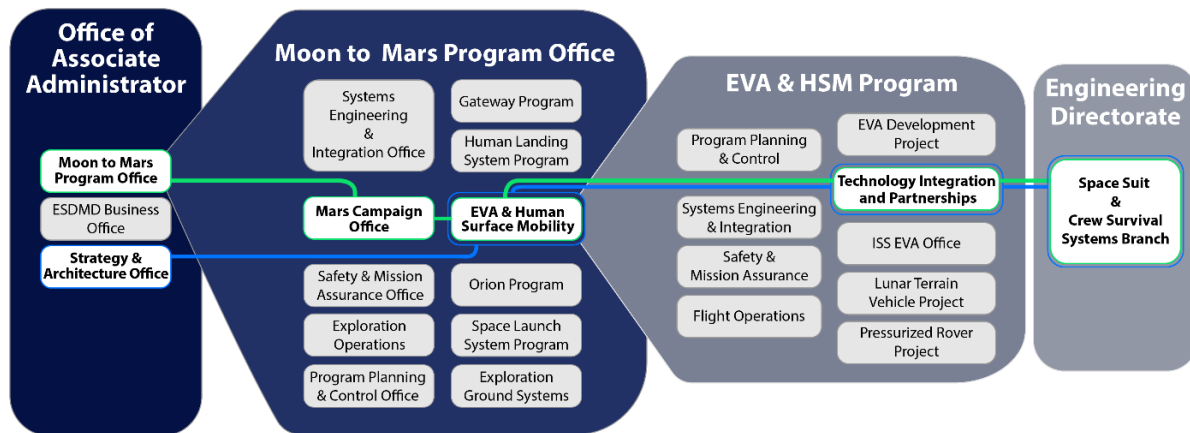 Office of
Associate
Administrator
Moon to Mars
Program Office
ESDMD Business
Office
Strategy &
Architecture Office
Moon to Mars Program Office
Systems
Engineering
&
Integration Office
Gateway Program
Human Landing
System Program
Mars Campaign
Office
EVA & Human
Surface Mobility
Safety & Mission
Assurance Office
Orion Program
Exploration
Operations
Space Launch
System Program
Program Planning
& Control Office
Exploration
Ground Systems
EVA & HSM Program
Program Planning
& Control
EVA Development
Project
Technology Integration
and Partnerships
Systems Engineering
& Integration
ISS EVA Office
Safety &
Mission Assurance
Lunar Terrain
Vehicle Project
Flight Operations
Pressurized Rover
Project
Engineering
Directorate
Space Suit
&
Crew Survival
Systems Branch